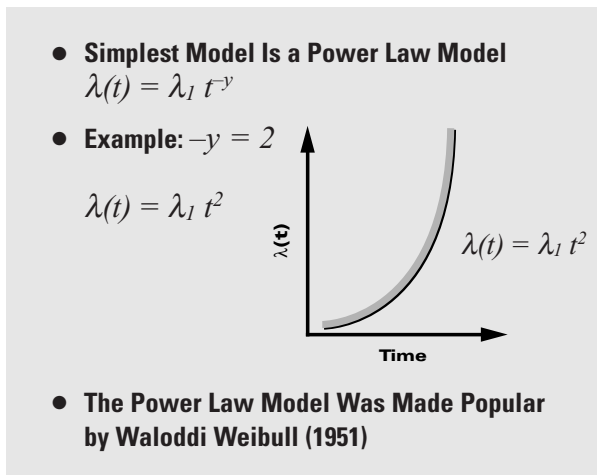 ● Simplest Model Is a Power Law Model
λ(t) = λ₁ t⁻ʸ
● Example: –y = 2
λ(t) = λ₁ t²
λ(t)
λ(t) = λ₁ t²
Time
● The Power Law Model Was Made Popular
by Waloddi Weibull (1951)